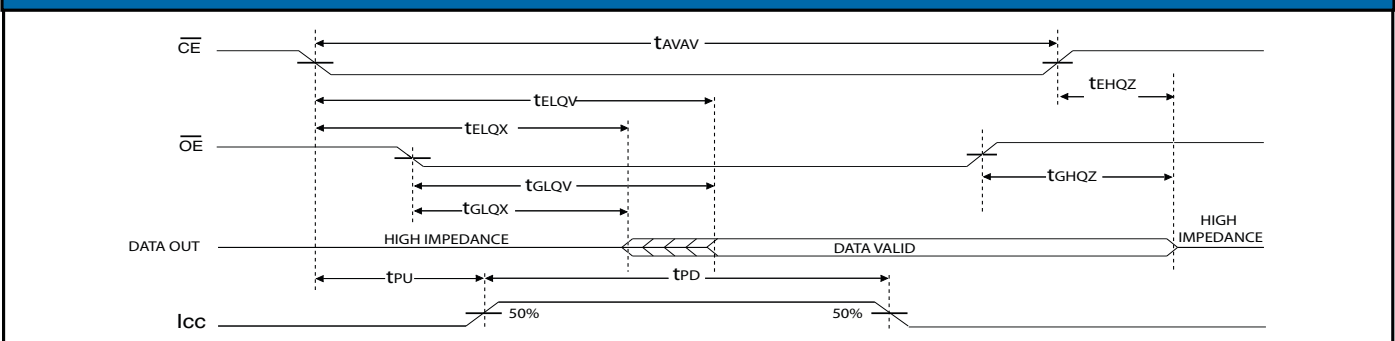 CE
tAVAV
tEHQZ
tELQV
tELQX
OE
tGLQV
tGHQZ
tGLQX
DATA OUT
HIGH IMPEDANCE
DATA VALID
HIGH
IMPEDANCE
tPU
tPD
Icc
50%
50%